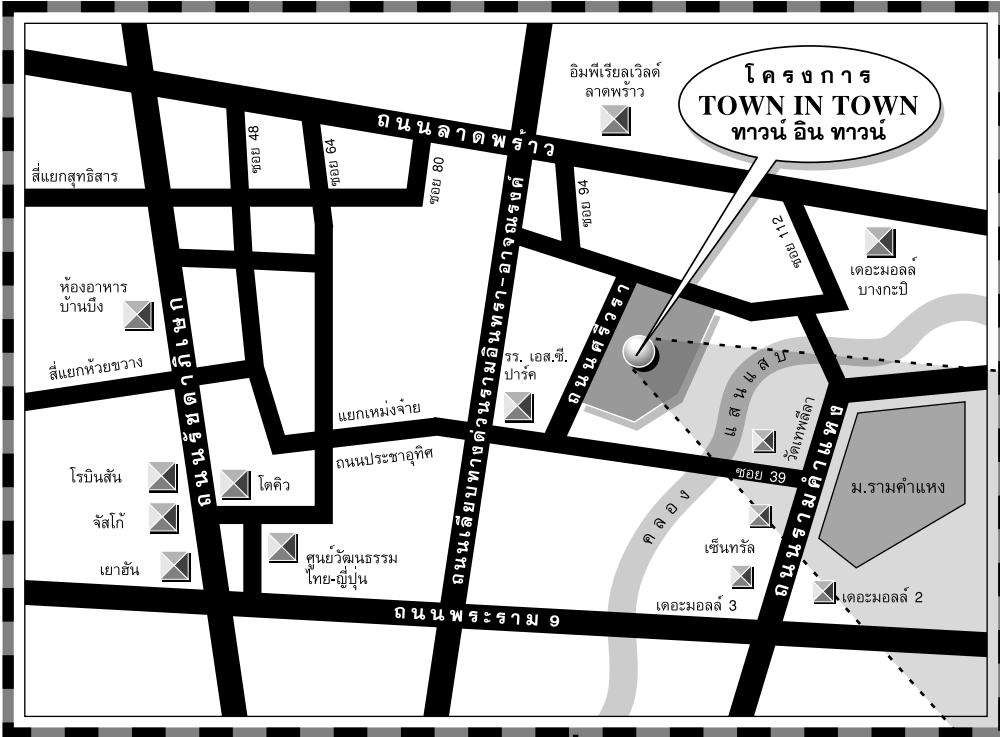 โครงการ
TOWN IN TOWN
ทาวน์ อิน ทาวน์
อิมพีเรียลเวิลด์
ลาดพร้าว
ถนนลาดพร้าว
ซอย 48
ซอย 64
ซอย 80
ซอย 94
ซอย 112
สี่แยกสุทธิสาร
เดอะมอลล์
บางกะปิ
ห้องอาหาร
บ้านบึง
ถนนรัชดาภิเษก
ถนนเลียบทางด่วนรามอินทรา-อาจณรงค์
ถนนศรีวรา
สี่แยกห้วยขวาง
รร. เอส.ซี.
ปาร์ค
แยกเหม่งจ๋าย
ถนนประชาอุทิศ
คลอง แสนแสบ
วัดเทพลีลา
ซอย 39
ถนนรามคำแหง
ม.รามคำแหง
โรบินสัน
โตคิว
จัสโก้
เยาฮัน
ศูนย์วัฒนธรรม
ไทย-ญี่ปุ่น
เซ็นทรัล
เดอะมอลล์ 3
เดอะมอลล์ 2
ถนนพระราม 9